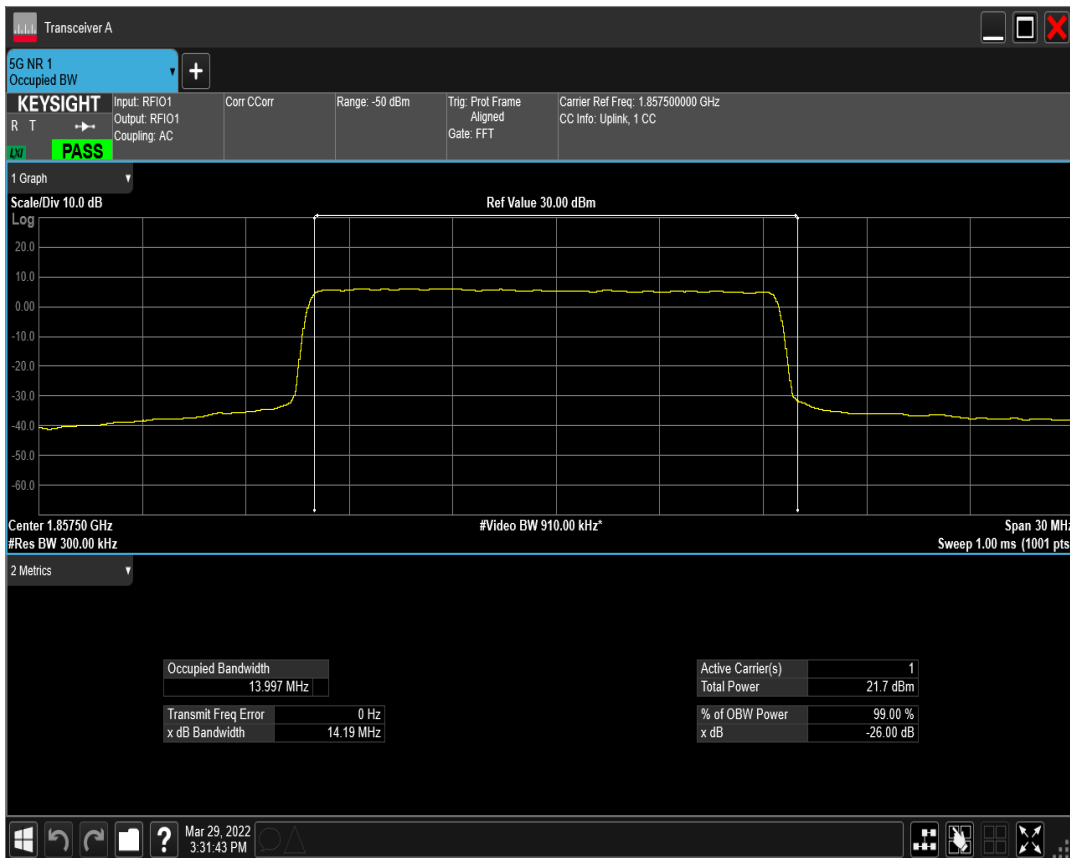 Transceiver A
5G NR 1
Occupied BW
+
KEYSIGHT
R T
LXI
PASS
Input: RFIO1
Output: RFIO1
Coupling: AC
Corr CCorr
Range: -50 dBm
Trig: Prot Frame
Aligned
Gate: FFT
Carrier Ref Freq: 1.857500000 GHz
CC Info: Uplink, 1 CC
1 Graph
Scale/Div 10.0 dB
Ref Value 30.00 dBm
Log
20.0
10.0
0.00
-10.0
-20.0
-30.0
-40.0
-50.0
-60.0
Center 1.85750 GHz
#Video BW 910.00 kHz*
Span 30 MHz
#Res BW 300.00 kHz
Sweep 1.00 ms (1001 pts
2 Metrics
Occupied Bandwidth
13.997 MHz
Transmit Freq Error 0 Hz
x dB Bandwidth 14.19 MHz
Active Carrier(s) 1
Total Power 21.7 dBm
% of OBW Power 99.00 %
x dB -26.00 dB
?
Mar 29, 2022
3:31:43 PM